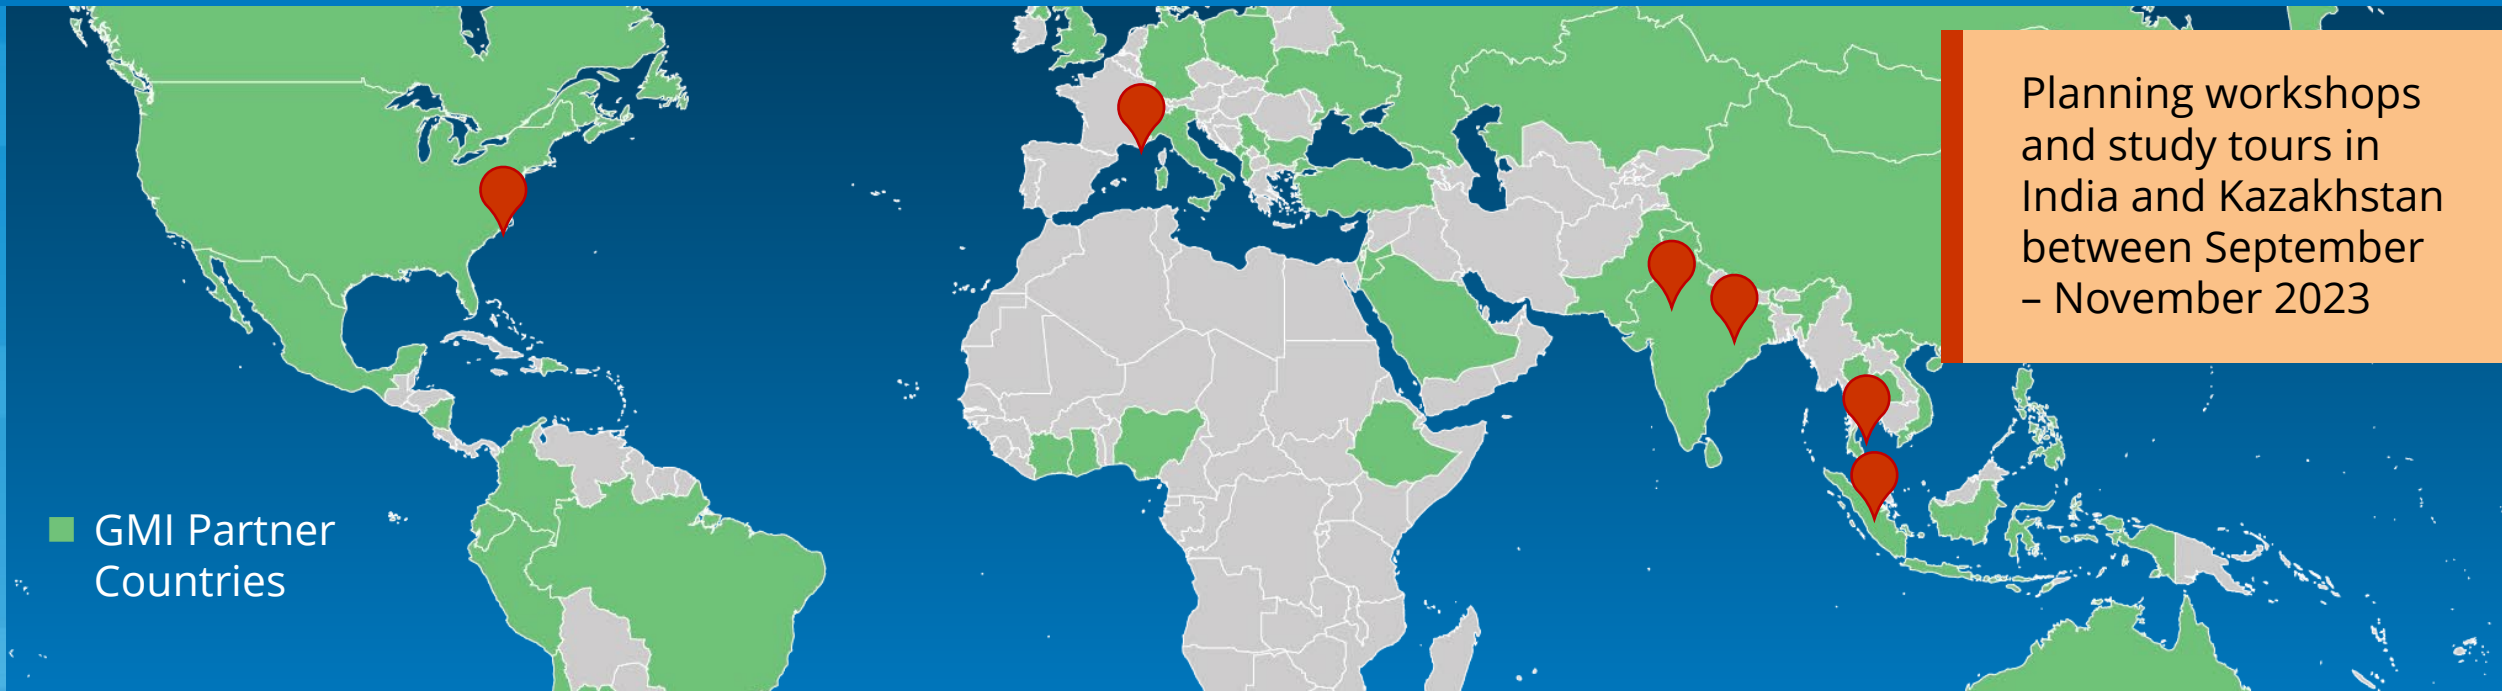 Planning workshops
and study tours in
India and Kazakhstan
between September
– November 2023
GMI Partner
Countries